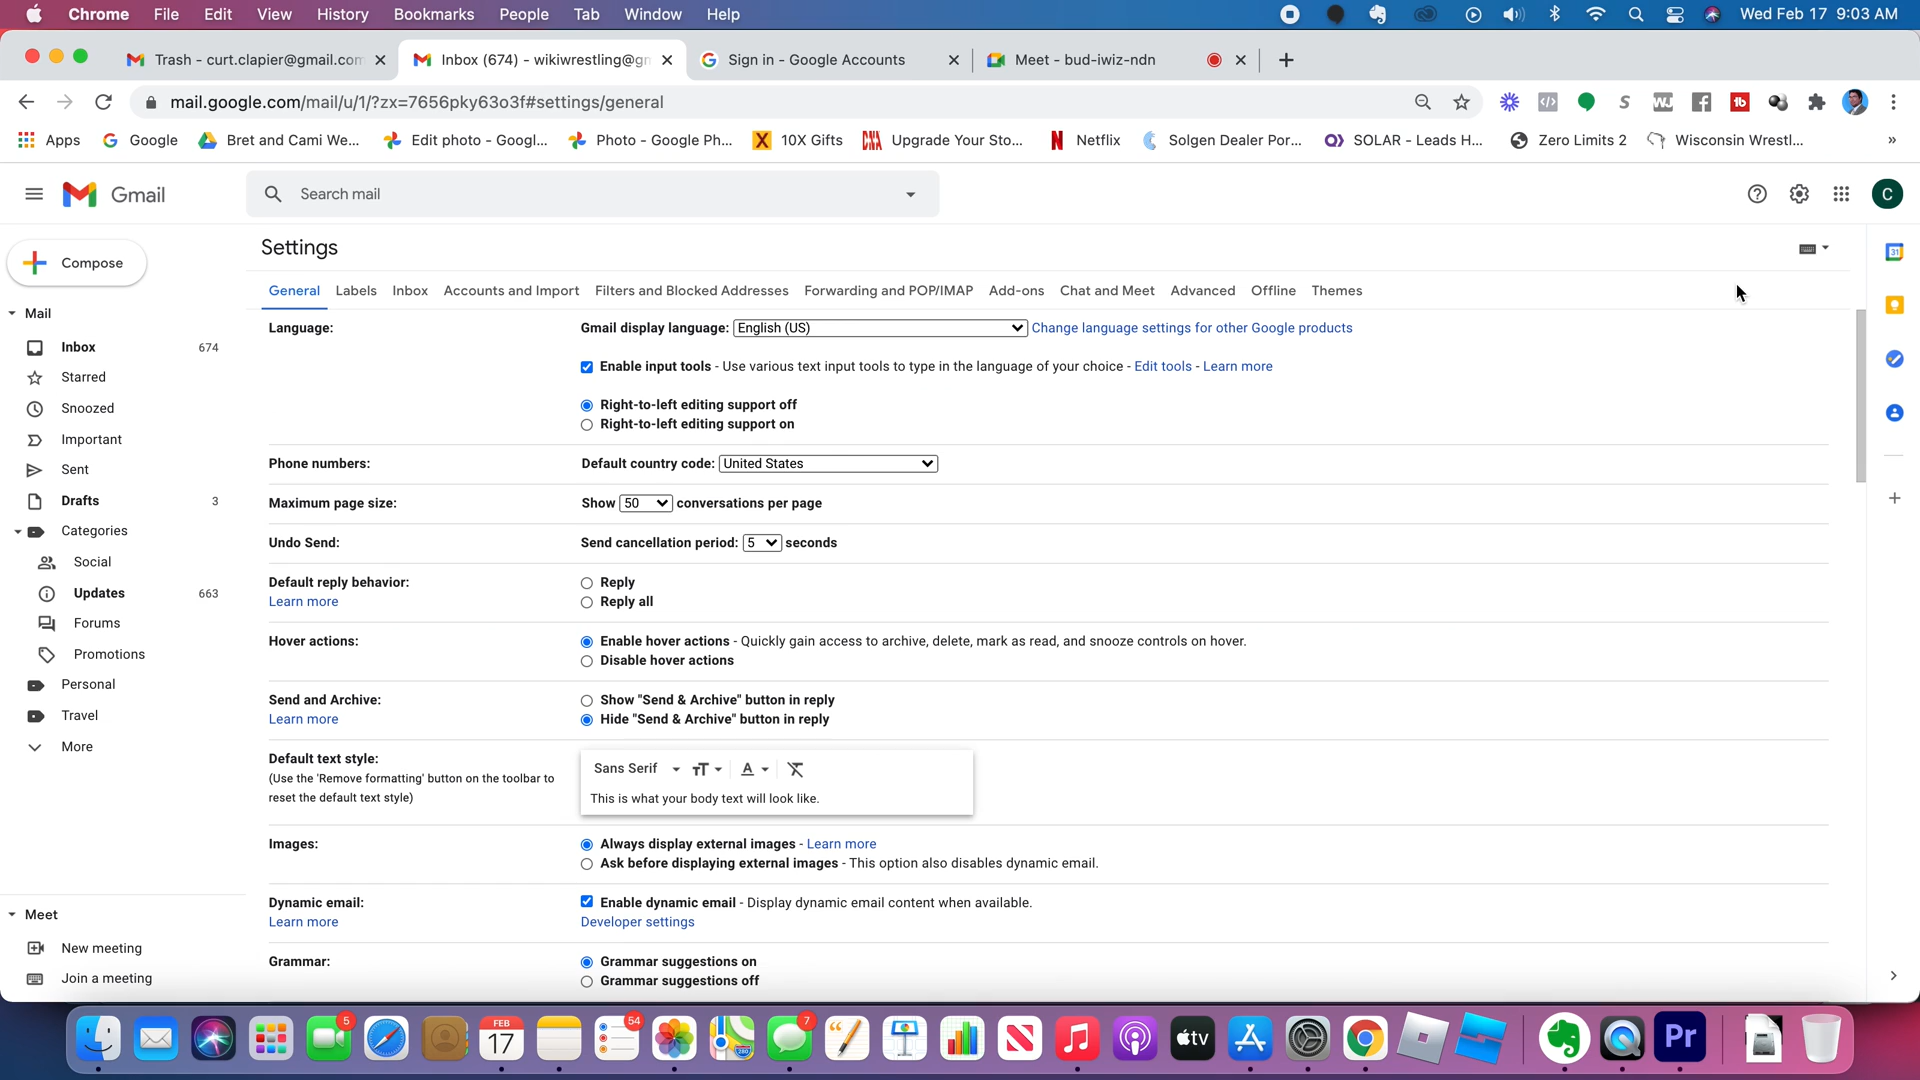 Chrome File Edit View History Bookmarks People Tab Window Help Wed Feb 17 9:03 AM
Trash - curt.clapier@gmail.com Inbox (674) - wikiwrestling@gm Sign in - Google Accounts Meet - bud-iwiz-ndn
mail.google.com/mail/u/1/?zx=7656pky63o3f#settings/general
Apps Google Bret and Cami We... Edit photo - Googl... Photo - Google Ph... 10X Gifts Upgrade Your Sto... Netflix Solgen Dealer Por... SOLAR - Leads H... Zero Limits 2 Wisconsin Wrestl... »
Gmail Search mail C
Compose
Mail
Inbox 674
Starred
Snoozed
Important
Sent
Drafts 3
Categories
Social
Updates 663
Forums
Promotions
Personal
Travel
More
Meet
New meeting
Join a meeting
Settings
General Labels Inbox Accounts and Import Filters and Blocked Addresses Forwarding and POP/IMAP Add-ons Chat and Meet Advanced Offline Themes
Language: Gmail display language: English (US) Change language settings for other Google products
Enable input tools - Use various text input tools to type in the language of your choice - Edit tools - Learn more
Right-to-left editing support off
Right-to-left editing support on
Phone numbers: Default country code: United States
Maximum page size: Show 50 conversations per page
Undo Send: Send cancellation period: 5 seconds
Default reply behavior: Reply
Learn more Reply all
Hover actions: Enable hover actions - Quickly gain access to archive, delete, mark as read, and snooze controls on hover.
Disable hover actions
Send and Archive: Show "Send & Archive" button in reply
Learn more Hide "Send & Archive" button in reply
Default text style:
(Use the 'Remove formatting' button on the toolbar to
reset the default text style)
Sans Serif
This is what your body text will look like.
Images: Always display external images - Learn more
Ask before displaying external images - This option also disables dynamic email.
Dynamic email: Enable dynamic email - Display dynamic email content when available.
Learn more Developer settings
Grammar: Grammar suggestions on
Grammar suggestions off
31
5 FEB 17 54 7 tv Pr